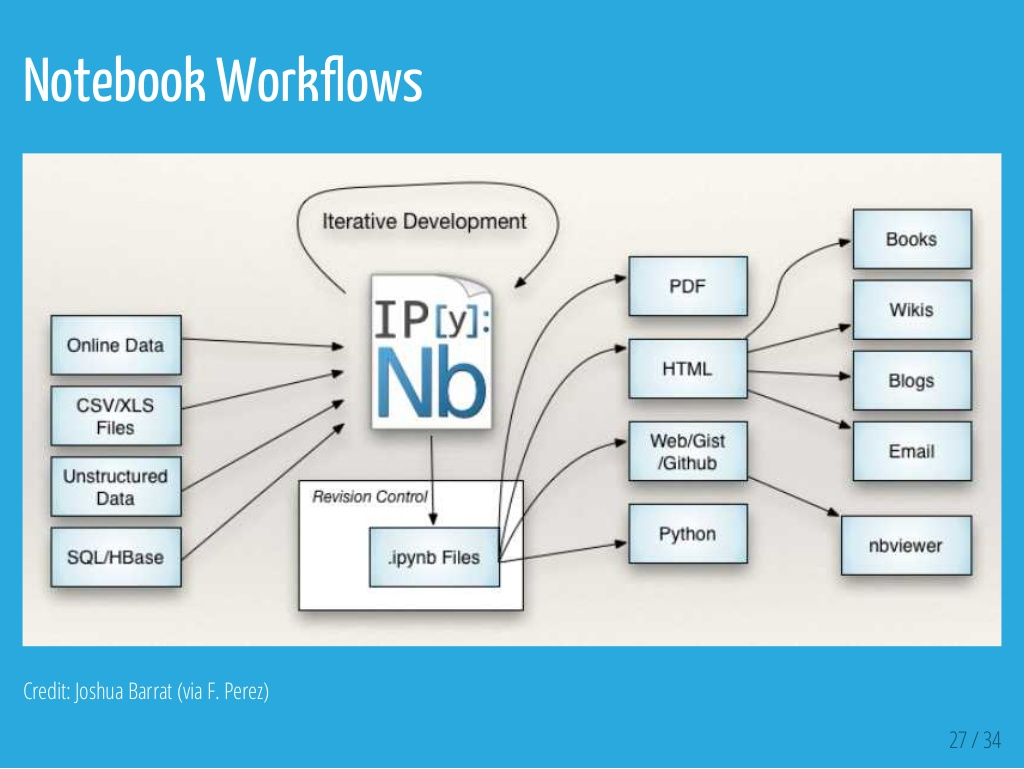 Notebook Workflows
Iterative Development
IP[y]:
Nb
Online Data
CSV/XLS
Files
Unstructured
Data
SQL/HBase
Revision Control
.ipynb Files
PDF
HTML
Web/Gist
/Github
Python
Books
Wikis
Blogs
Email
nbviewer
Credit: Joshua Barrat (via F. Perez)
27 / 34